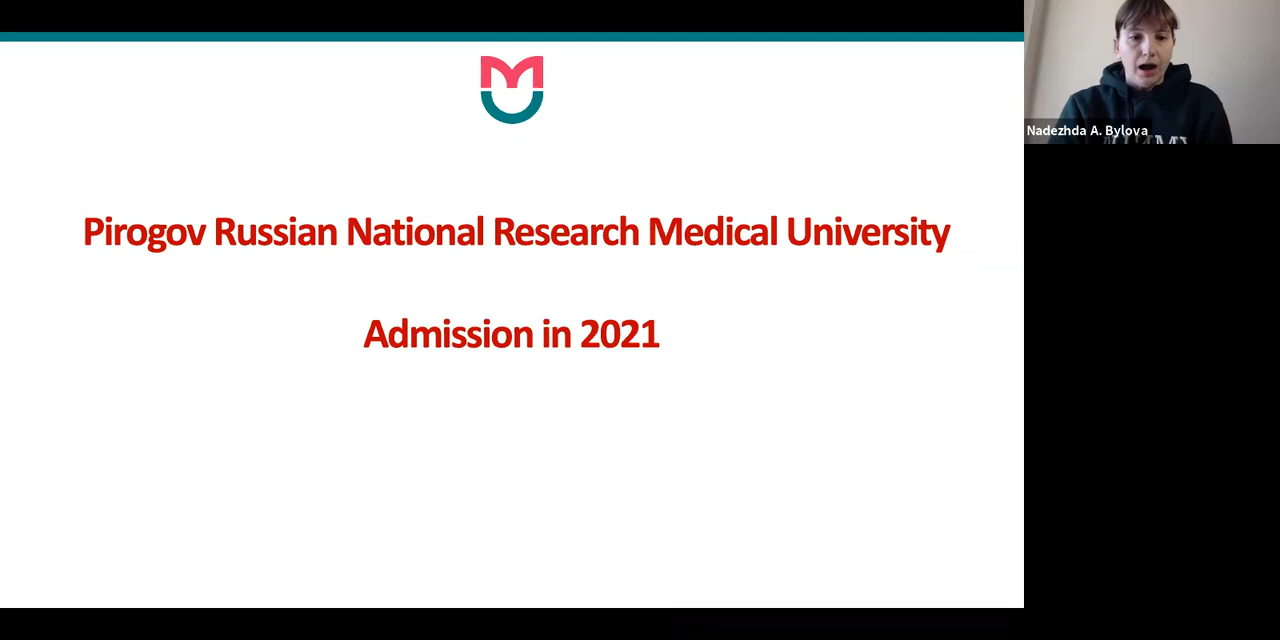 Pirogov Russian National Research Medical University
Admission in 2021
Nadezhda A. Bylova